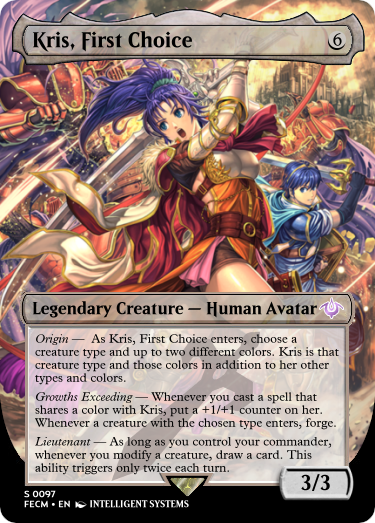 Kris, First Choice
6
Legendary Creature — Human Avatar
Origin — As Kris, First Choice enters, choose a
creature type and up to two different colors. Kris is that
creature type and those colors in addition to her other
types and colors.
Growths Exceeding — Whenever you cast a spell that
shares a color with Kris, put a +1/+1 counter on her.
Whenever a creature with the chosen type enters, forge.
Lieutenant — As long as you control your commander,
whenever you modify a creature, draw a card. This
ability triggers only twice each turn.
3/3
S 0097
FECM • EN INTELLIGENT SYSTEMS